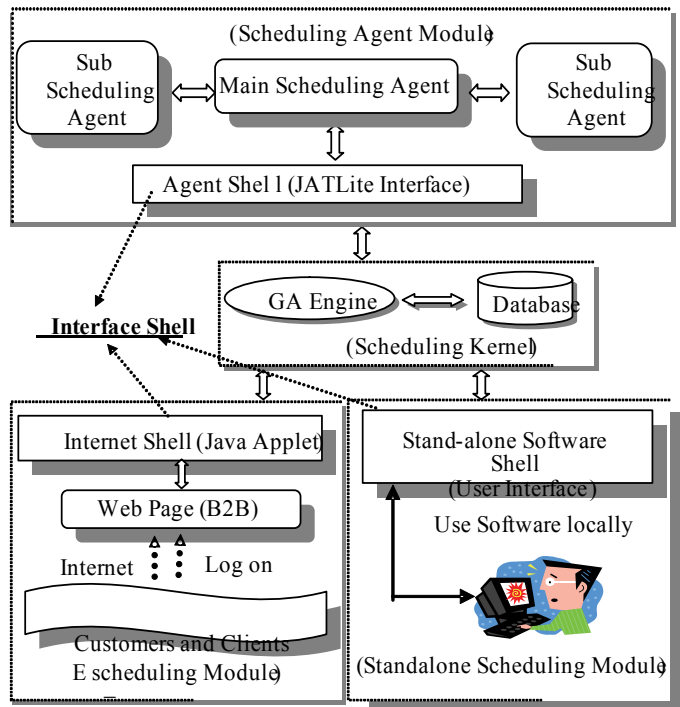 (Scheduling Agent Module)
Sub
Scheduling
Agent
Main Scheduling Agent
Sub
Scheduling
Agent
Agent Shel l (JATLite Interface)
GA Engine
Database
Interface Shell
(Scheduling Kernel)
Internet Shell (Java Applet)
Stand-alone Software
Shell
(User Interface)
Web Page (B2B)
Use Software locally
Internet
Log on
Customers and Clients
E scheduling Module)
(Standalone Scheduling Module)